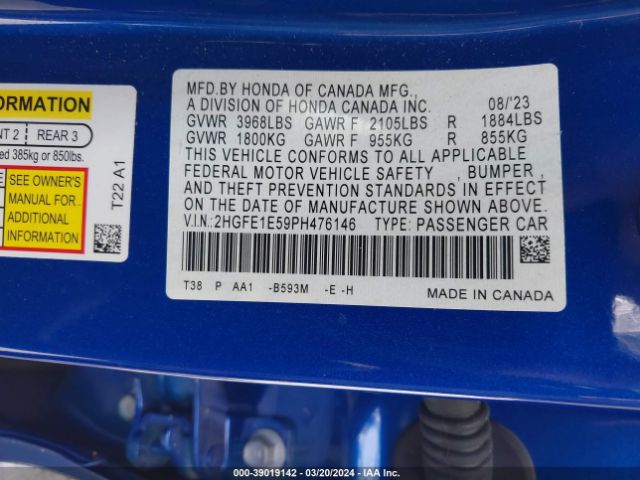 ORMATION
NT 2 REAR 3
ed 385kg or 850lbs.
SEE OWNER'S
MANUAL FOR
ADDITIONAL
INFORMATION
T22 A1
MFD.BY HONDA OF CANADA MFG.,
A DIVISION OF HONDA CANADA INC. 08/'23
GVWR 3968LBS GAWR F 2105LBS R 1884LBS
GVWR 1800KG GAWR F 955KG R 855KG
THIS VEHICLE CONFORMS TO ALL APPLICABLE
FEDERAL MOTOR VEHICLE SAFETY , BUMPER ,
AND THEFT PREVENTION STANDARDS IN EFFECT
ON THE DATE OF MANUFACTURE SHOWN ABOVE.
V.I.N.:2HGFE1E59PH476146 TYPE: PASSENGER CAR
T38 P AA1 -B593M -E -H
MADE IN CANADA
000-39019142 - 03/20/2024 - IAA Inc.